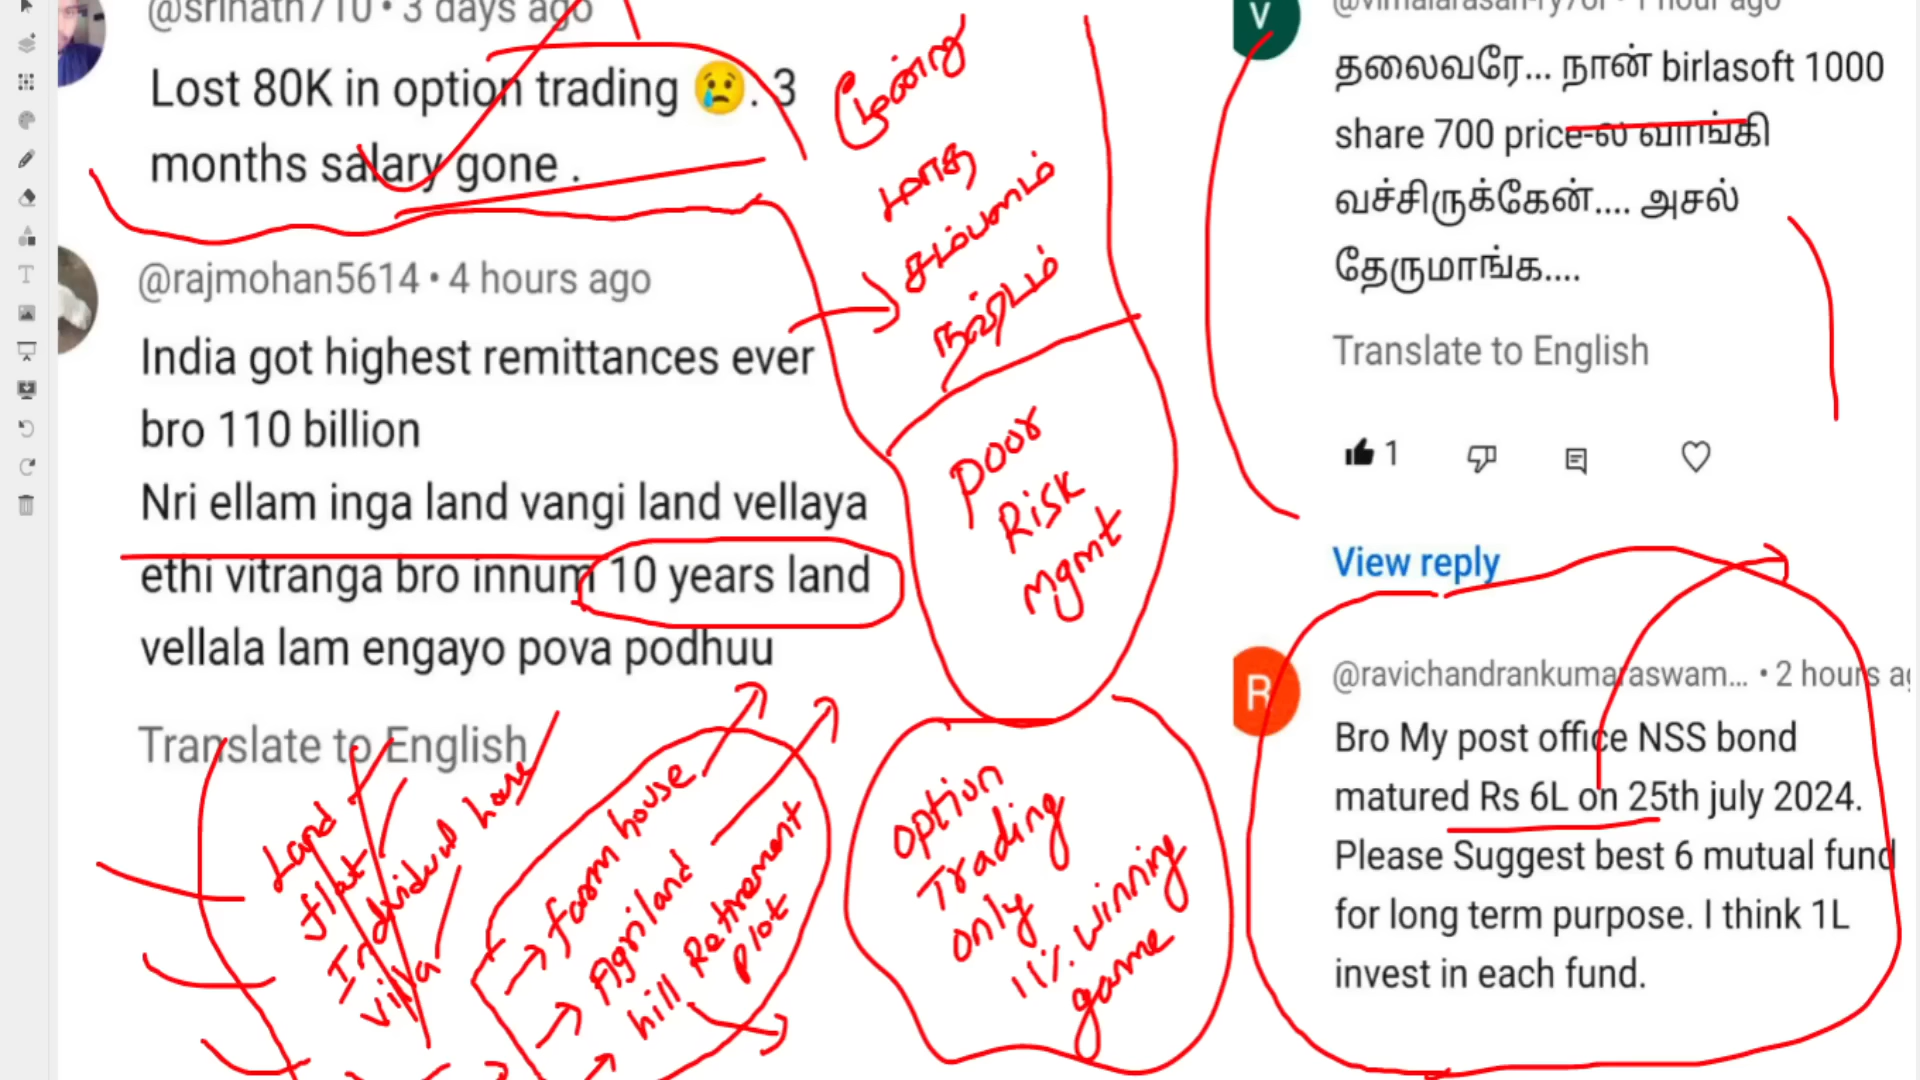 @srinath710 • 3 days ago
Lost 80K in option trading 😢. 3
months salary gone .
@rajmohan5614 • 4 hours ago
India got highest remittances ever
bro 110 billion
Nri ellam inga land vangi land vellaya
ethi vitranga bro innum 10 years land
vellala lam engayo pova podhuu
Translate to English
Land
flat
Individual house
Villa
→ farm house
→ Agriland
hill Retirement
plot
மூன்று
மாத
சம்பளம்
நஷ்டம்
poor
Risk
Mgmt
option
Trading
only
11% winning
game
V
தலைவரே... நான் birlasoft 1000
share 700 price-ல வாங்கி
வச்சிருக்கேன்.... அசல்
தேருமாங்க....
Translate to English
1
View reply
R
@ravichandrankumaraswam... • 2 hours ag
Bro My post office NSS bond
matured Rs 6L on 25th july 2024.
Please Suggest best 6 mutual fund
for long term purpose. I think 1L
invest in each fund.